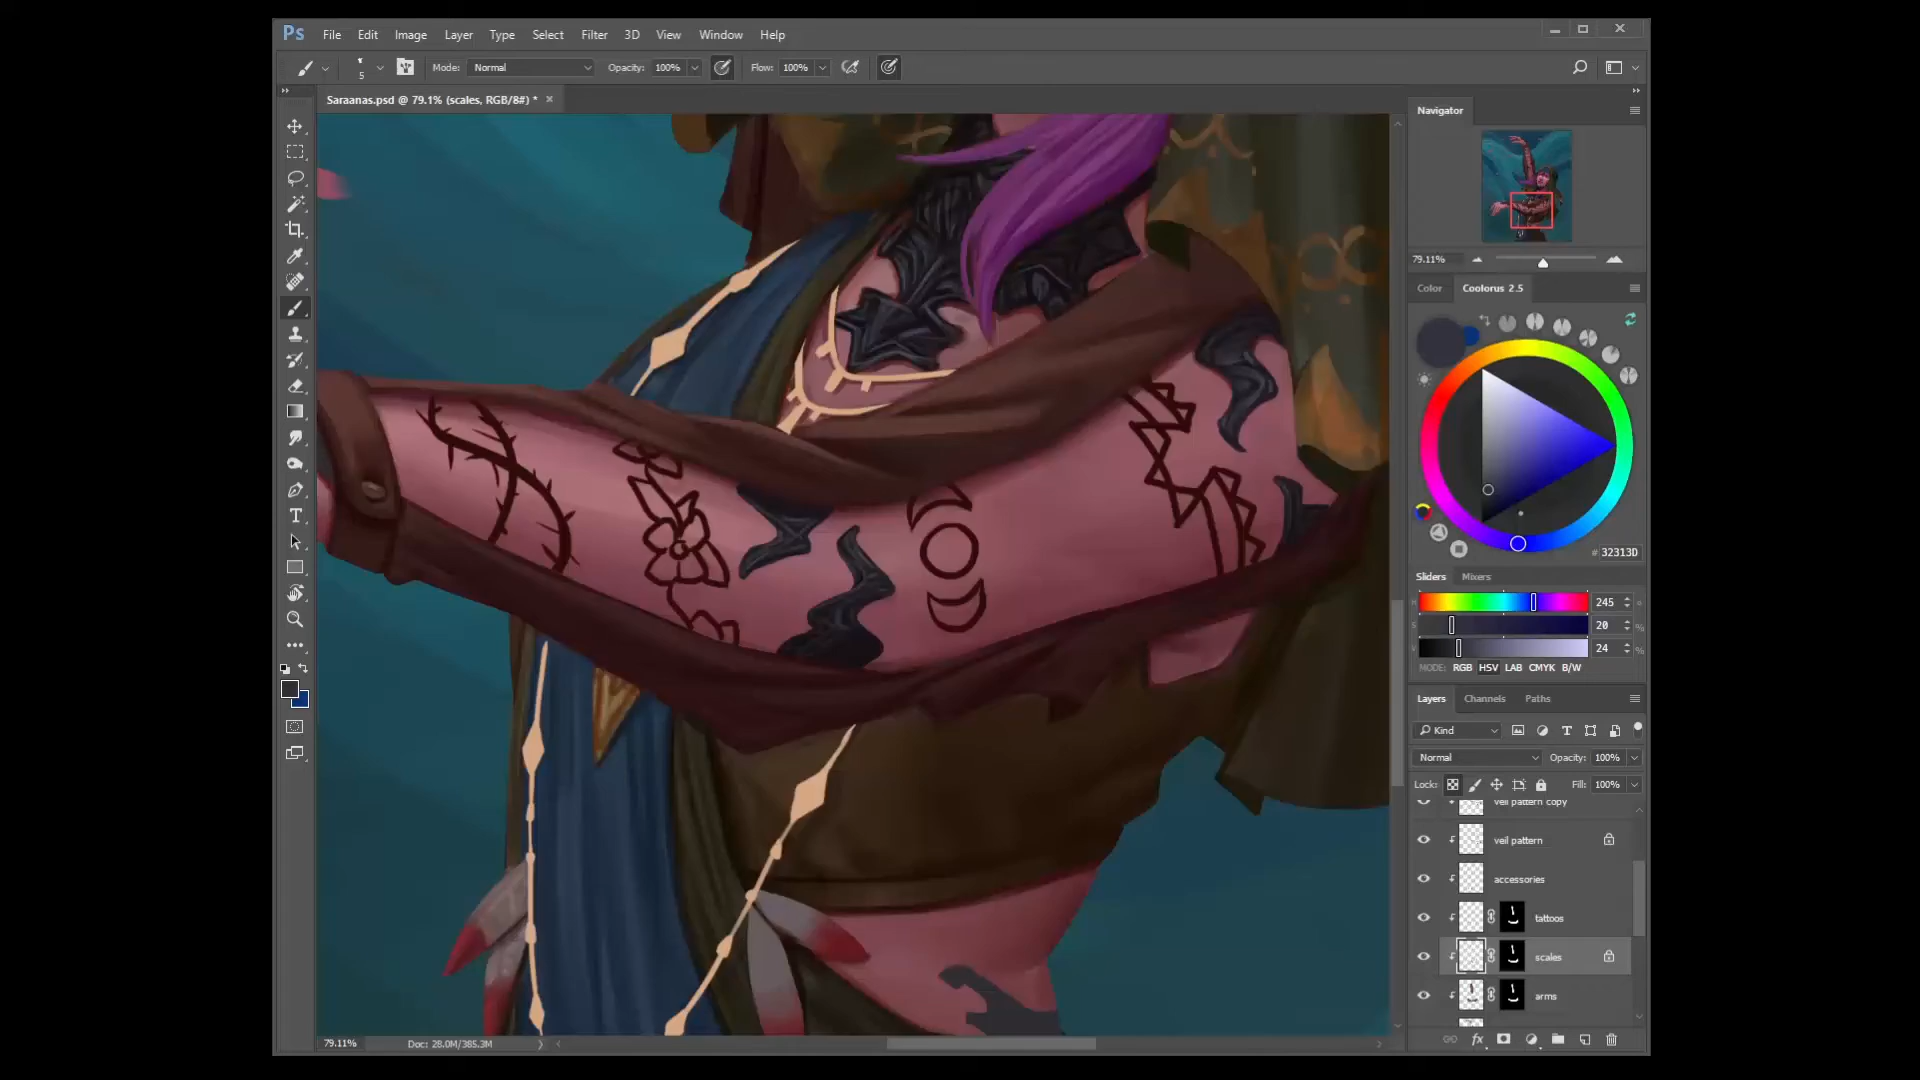 Ps File Edit Image Layer Type Select Filter 3D View Window Help
5 Mode: Normal Opacity: 100% Flow: 100%
Saraanas.psd @ 79.1% (scales, RGB/8#) * ×
Navigator
79.11%
Color Coolorus 2.5
# 32313D
Sliders Mixers
H 245 °
S 20 %
V 24 %
MODE: RGB HSV LAB CMYK B/W
Layers Channels Paths
Kind
Normal Opacity: 100%
Lock: Fill: 100%
veil pattern copy
veil pattern
accessories
tattoos
scales
arms
fx
79.11% Doc: 28.0M/385.3M